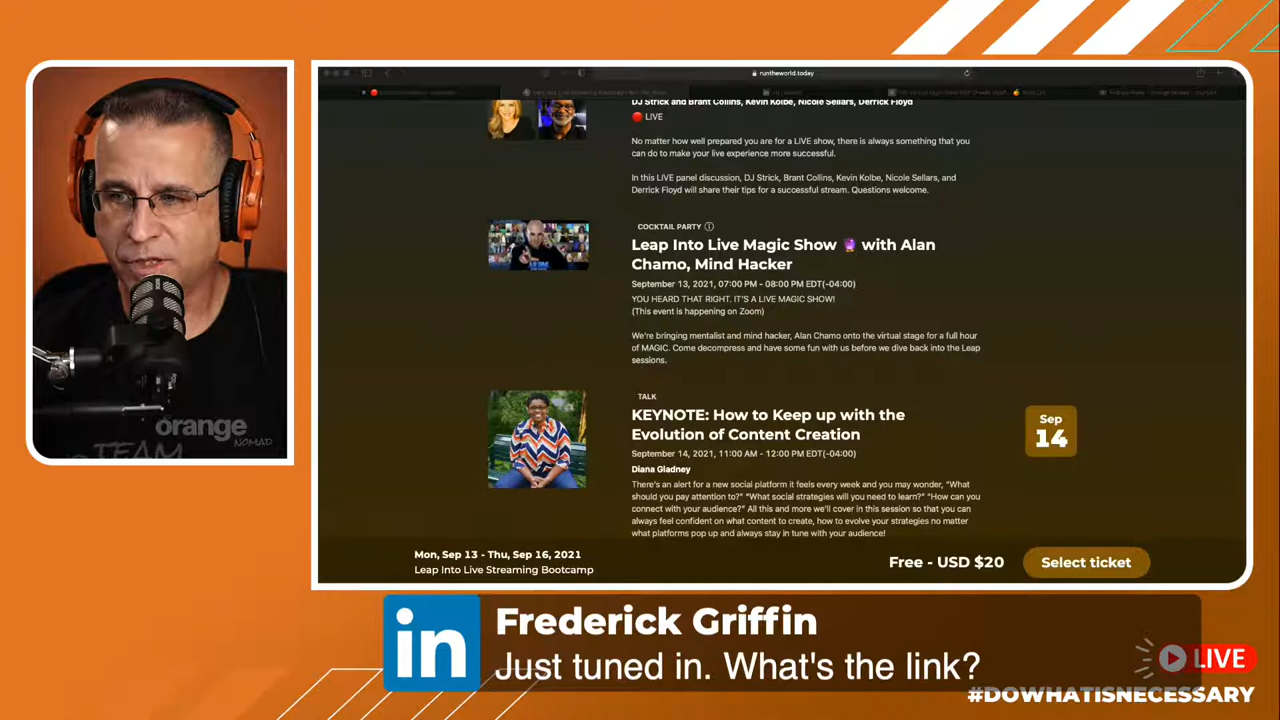 runtheworld.today
DJ Strick and Brant Collins, Kevin Kolbe, Nicole Sellars, Derrick Floyd
LIVE
No matter how well prepared you are for a LIVE show, there is always something that you
can do to make your live experience more successful.
In this LIVE panel discussion, DJ Strick, Brant Collins, Kevin Kolbe, Nicole Sellars, and
Derrick Floyd will share their tips for a successful stream. Questions welcome.
COCKTAIL PARTY ⓘ
Leap Into Live Magic Show 🔮 with Alan
Chamo, Mind Hacker
September 13, 2021, 07:00 PM - 08:00 PM EDT(-04:00)
YOU HEARD THAT RIGHT. IT'S A LIVE MAGIC SHOW!
(This event is happening on Zoom)
We're bringing mentalist and mind hacker, Alan Chamo onto the virtual stage for a full hour
of MAGIC. Come decompress and have some fun with us before we dive back into the Leap
sessions.
TALK
KEYNOTE: How to Keep up with the
Evolution of Content Creation
September 14, 2021, 11:00 AM - 12:00 PM EDT(-04:00)
Diana Gladney
There's an alert for a new social platform it feels every week and you may wonder, "What
should you pay attention to?" "What social strategies will you need to learn?" "How can you
connect with your audience?" All this and more we'll cover in this session so that you can
always feel confident on what content to create, how to evolve your strategies no matter
what platforms pop up and always stay in tune with your audience!
Sep
14
Mon, Sep 13 - Thu, Sep 16, 2021
Leap Into Live Streaming Bootcamp
Free - USD $20
Select ticket
orange
NOMAD
TEAM
in
Frederick Griffin
Just tuned in. What's the link?
LIVE
#DOWHATISNECESSARY